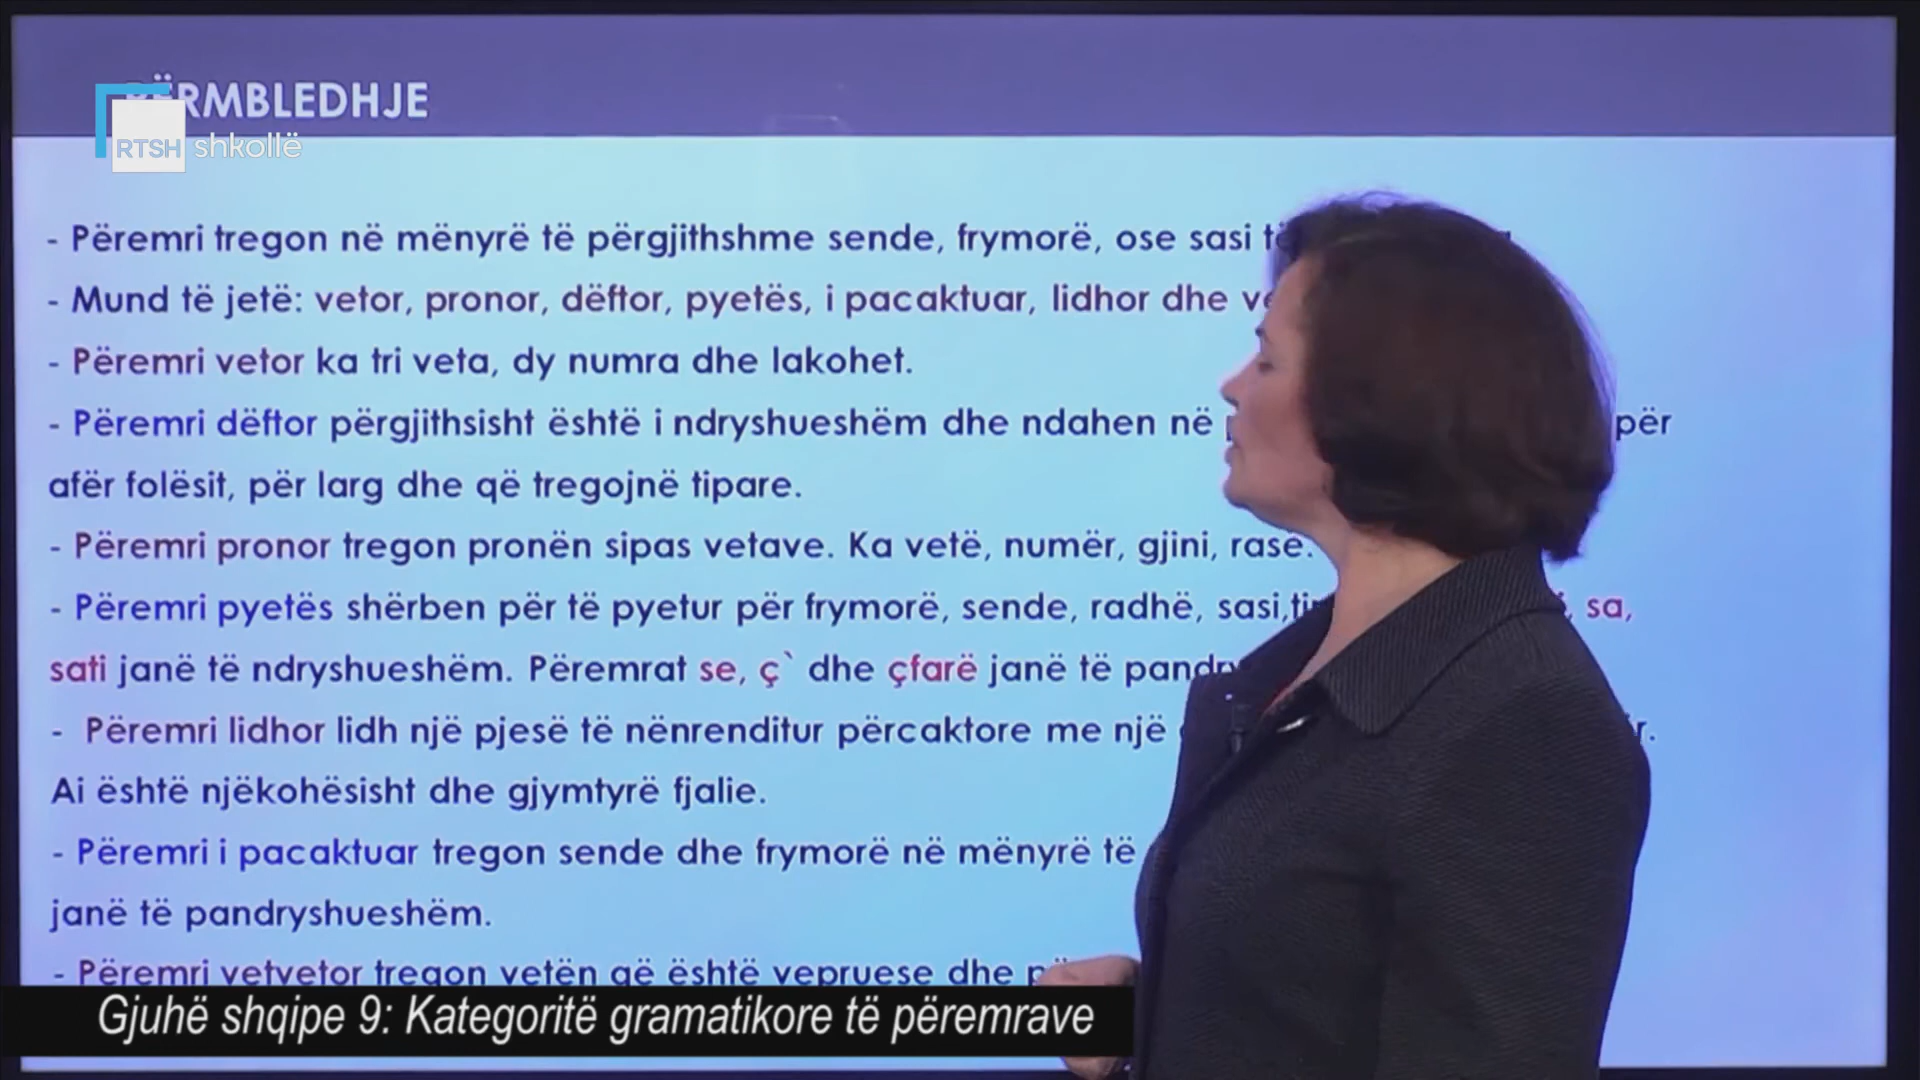 PËRMBLEDHJE
RTSH shkollë
- Përemri tregon në mënyrë të përgjithshme sende, frymorë, ose sasi
- Mund të jetë: vetor, pronor, dëftor, pyetës, i pacaktuar, lidhor dhe
- Përemri vetor ka tri veta, dy numra dhe lakohet.
- Përemri dëftor përgjithsisht është i ndryshueshëm dhe ndahen në për
afër folësit, për larg dhe që tregojnë tipare.
- Përemri pronor tregon pronën sipas vetave. Ka vetë, numër, gjini, rasë.
- Përemri pyetës shërben për të pyetur për frymorë, sende, radhë, sasi, sa,
sati janë të ndryshueshëm. Përemrat se, ç` dhe çfarë janë të
- Përemri lidhor lidh një pjesë të nënrenditur përcaktore me një
Ai është njëkohësisht dhe gjymtyrë fjalie.
- Përemri i pacaktuar tregon sende dhe frymorë në mënyrë të
janë të pandryshueshëm.
- Përemri vetvetor tregon vetën që është vepruese dhe
Gjuhë shqipe 9: Kategoritë gramatikore të përemrave